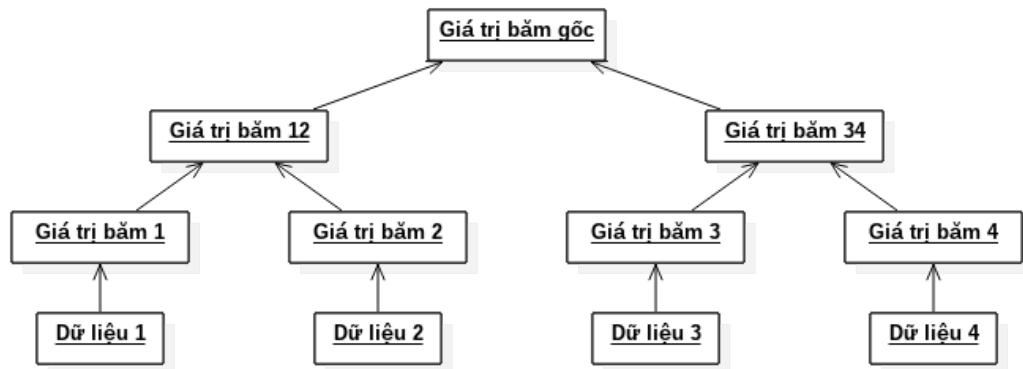 Giá trị băm gốc
Giá trị băm 12
Giá trị băm 34
Giá trị băm 1
Giá trị băm 2
Giá trị băm 3
Giá trị băm 4
Dữ liệu 1
Dữ liệu 2
Dữ liệu 3
Dữ liệu 4